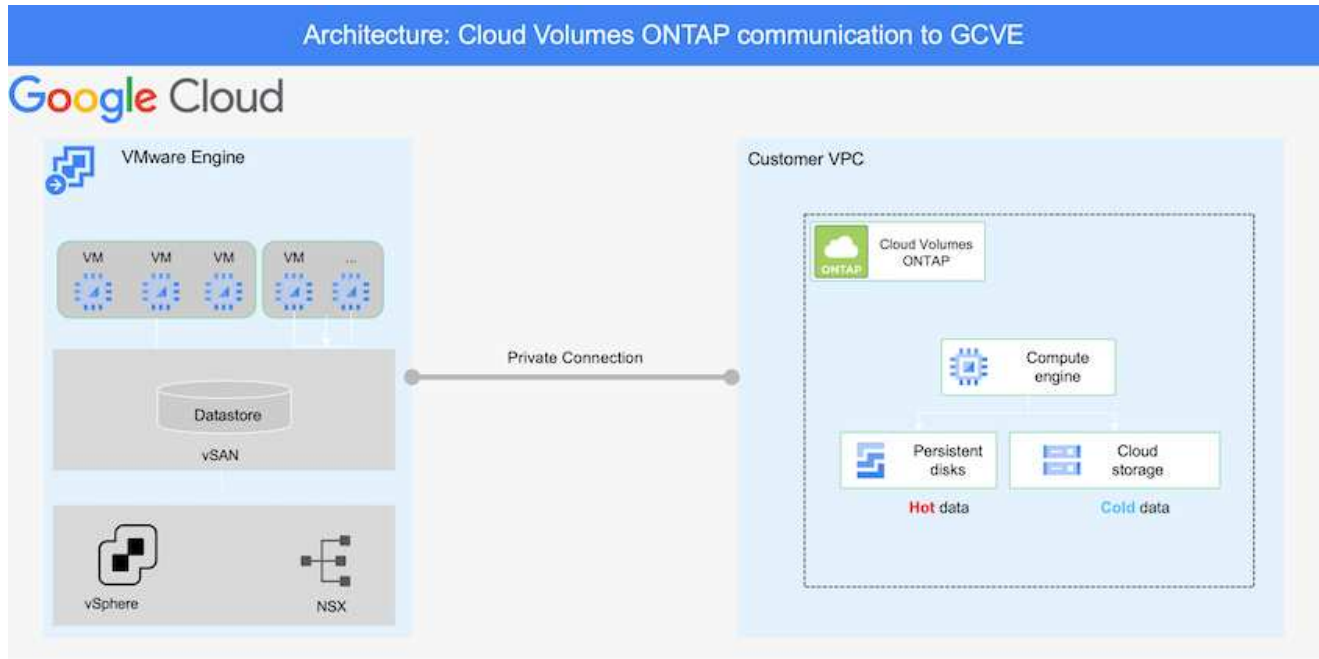 Architecture: Cloud Volumes ONTAP communication to GCVE
Google Cloud
VMware Engine
VM
VM
VM
VM
...
Datastore
vSAN
vSphere
NSX
Private Connection
Customer VPC
ONTAP
Cloud Volumes
ONTAP
Compute
engine
Persistent
disks
Cloud
storage
Hot data
Cold data